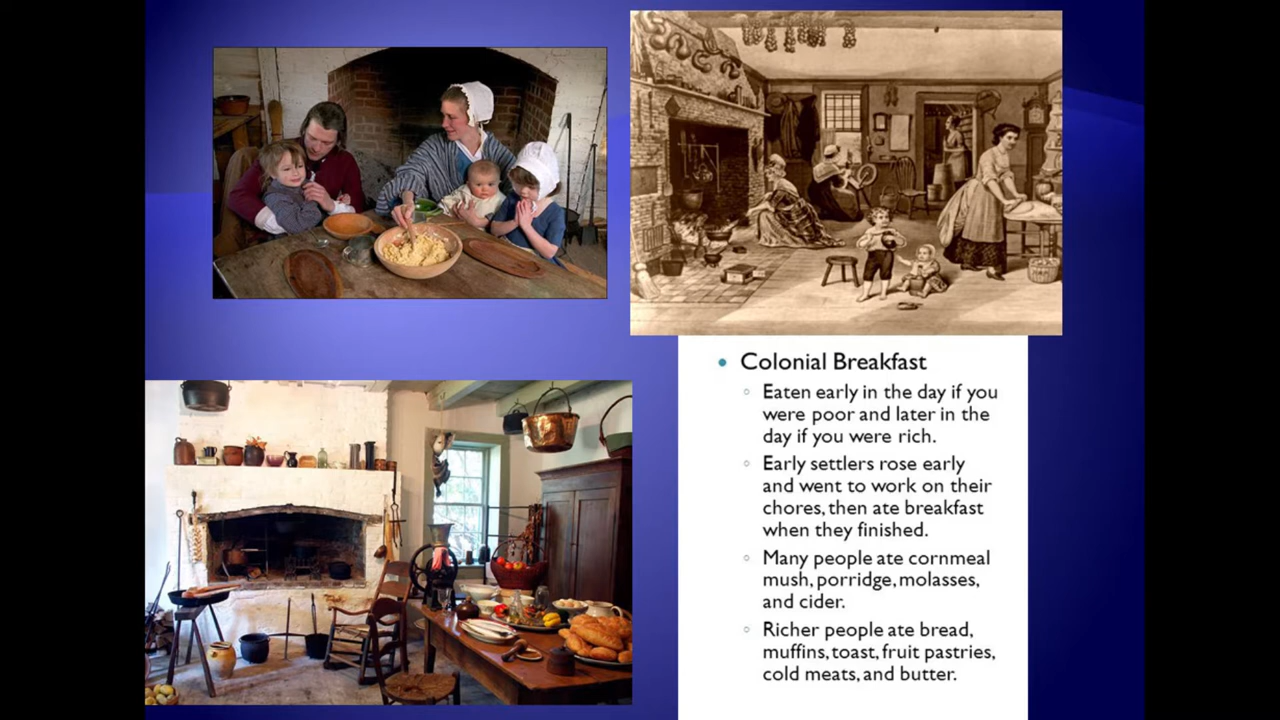 • Colonial Breakfast
◦ Eaten early in the day if you
were poor and later in the
day if you were rich.
◦ Early settlers rose early
and went to work on their
chores, then ate breakfast
when they finished.
◦ Many people ate cornmeal
mush, porridge, molasses,
and cider.
◦ Richer people ate bread,
muffins, toast, fruit pastries,
cold meats, and butter.